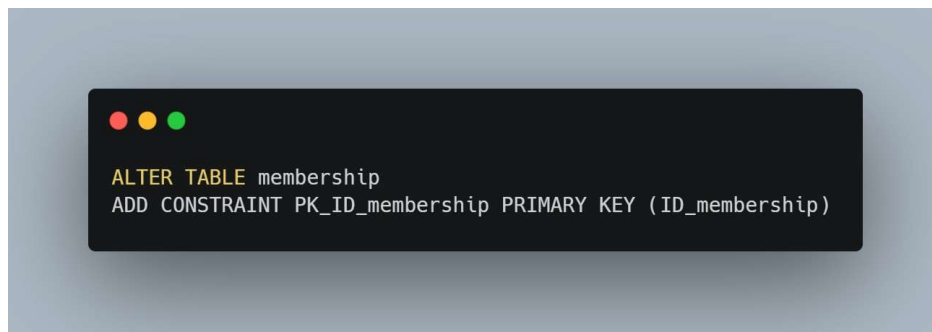 ALTER TABLE membership
ADD CONSTRAINT PK_ID_membership PRIMARY KEY (ID_membership)